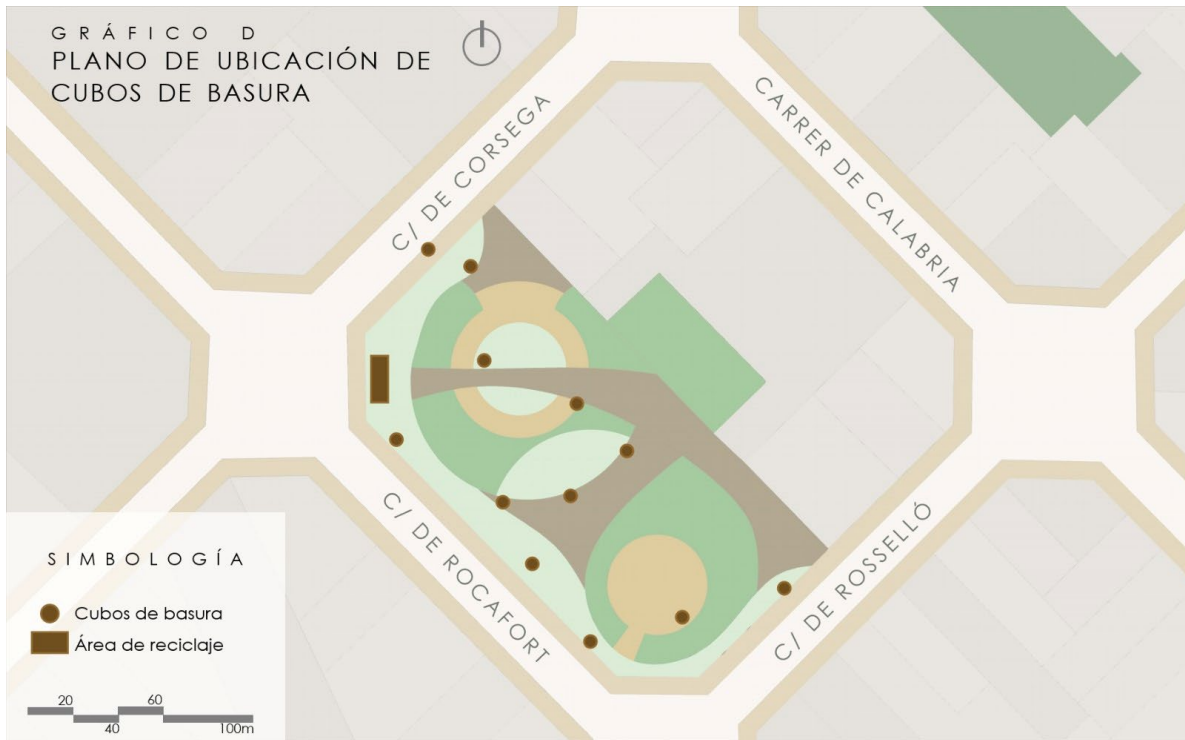 GRÁFICO D
PLANO DE UBICACIÓN DE
CUBOS DE BASURA
C/ DE CORSEGA
CARRER DE CALABRIA
C/ DE ROCAFORT
C/ DE ROSSELLÓ
SIMBOLOGÍA
Cubos de basura
Área de reciclaje
20 60
40 100m